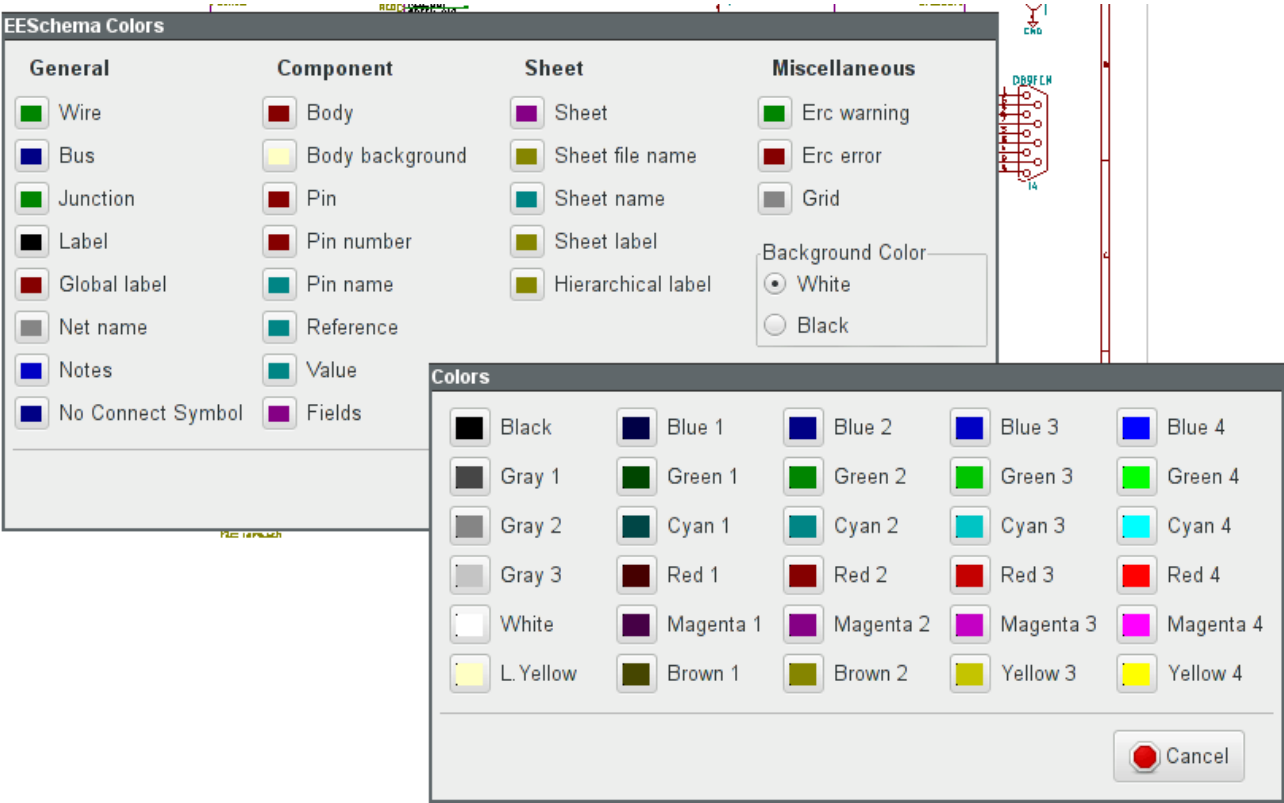 EESchema Colors
General Component Sheet Miscellaneous
Wire Body Sheet Erc warning
Bus Body background Sheet file name Erc error
Junction Pin Sheet name Grid
Label Pin number Sheet label
Background Color
Global label Pin name Hierarchical label White
Net name Reference Black
Notes Value
No Connect Symbol Fields
Colors
Black Blue 1 Blue 2 Blue 3 Blue 4
Gray 1 Green 1 Green 2 Green 3 Green 4
Gray 2 Cyan 1 Cyan 2 Cyan 3 Cyan 4
Gray 3 Red 1 Red 2 Red 3 Red 4
White Magenta 1 Magenta 2 Magenta 3 Magenta 4
L. Yellow Brown 1 Brown 2 Yellow 3 Yellow 4
Cancel
GND
J4